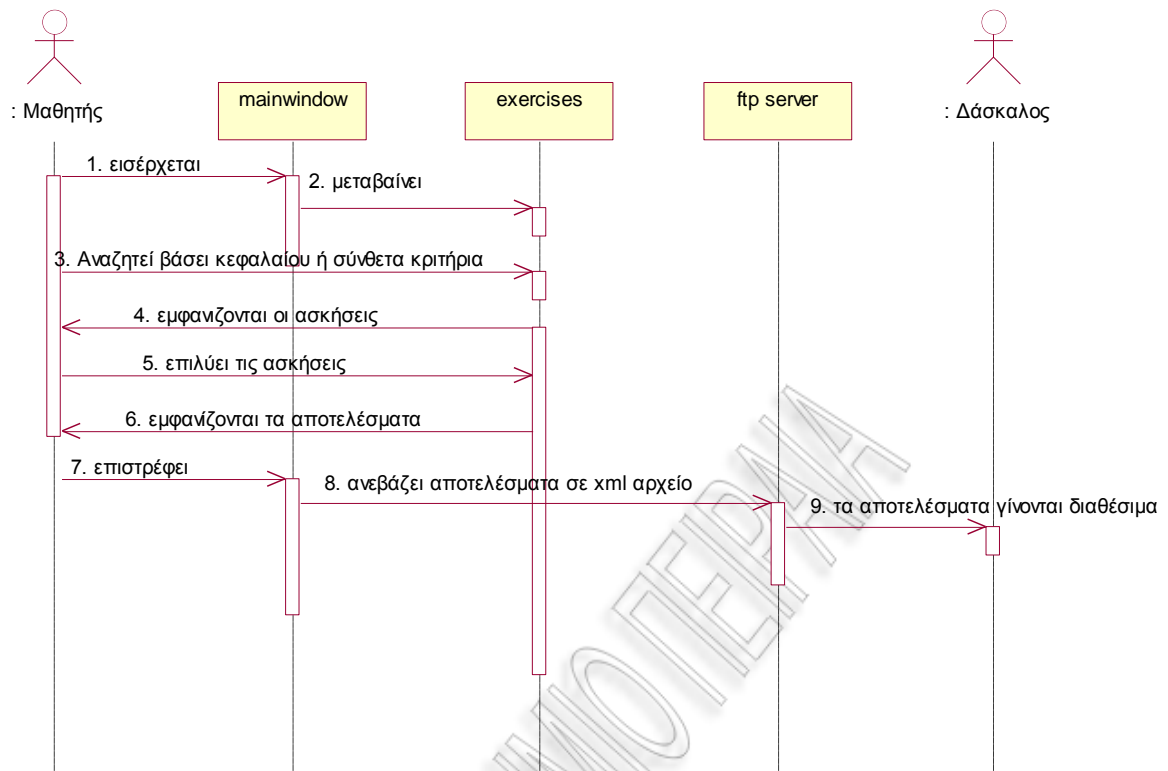 : Μαθητής
mainwindow
exercises
ftp server
: Δάσκαλος
1. εισέρχεται
2. μεταβαίνει
3. Αναζητεί βάσει κεφαλαίου ή σύνθετα κριτήρια
4. εμφανιζονται οι ασκήσεις
5. επιλύει τις ασκήσεις
6. εμφανίζονται τα αποτελέσματα
7. επιστρέφει
8. ανεβάζει αποτελέσματα σε xml αρχείο
9. τα αποτελέσματα γίνονται διαθέσιμα
ΠΕΙΡΑΙΑ